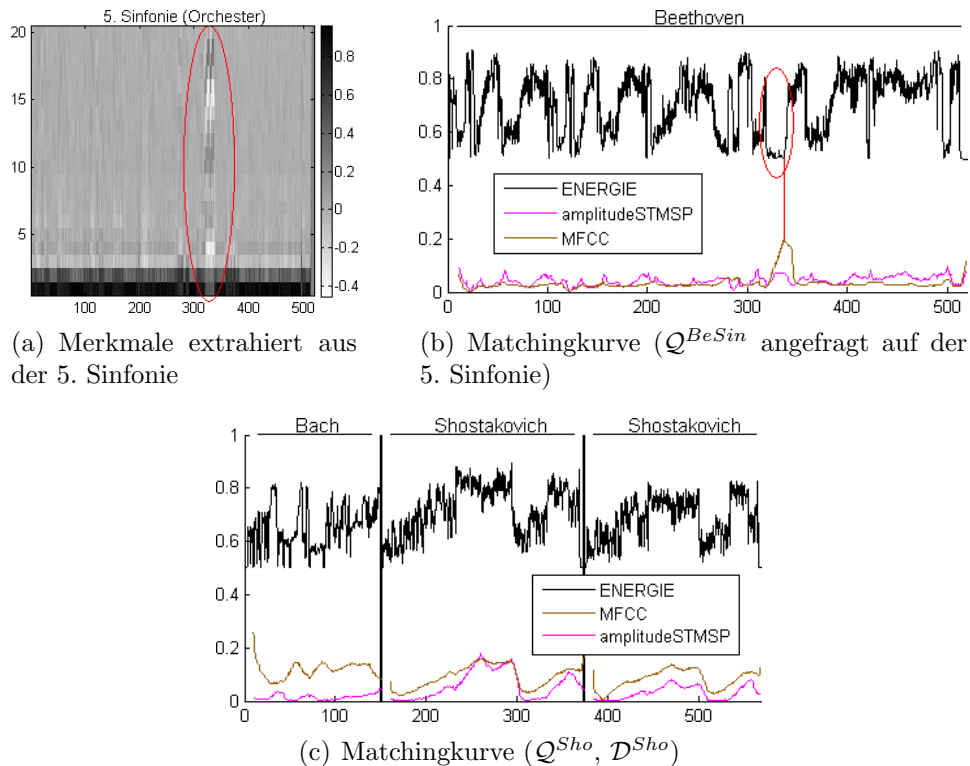 5. Sinfonie (Orchester)
20
15
10
5
100 200 300 400 500
0.8
0.6
0.4
0.2
0
-0.2
-0.4
(a) Merkmale extrahiert aus
der 5. Sinfonie
Beethoven
1
0.8
0.6
0.4
0.2
0
ENERGIE
amplitudeSTMSP
MFCC
0 100 200 300 400 500
(b) Matchingkurve (Q^{BeSin} angefragt auf der
5. Sinfonie)
Bach Shostakovich Shostakovich
1
0.8
0.6
0.4
0.2
0
ENERGIE
MFCC
amplitudeSTMSP
0 100 200 300 400 500
(c) Matchingkurve (Q^{Sho}, D^{Sho})